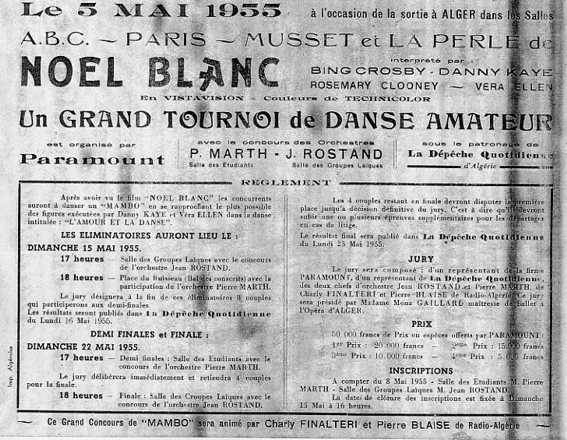 Le 5 MAI 1955 à l'occasion de la sortie à ALGER dans les Salles
A.B.C. ~ PARIS ~ MUSSET et LA PERLE de
NOEL BLANC
interprété par :
BING CROSBY - DANNY KAYE
ROSEMARY CLOONEY - VERA ELLEN
En VISTAVISION - Couleurs de TECHNICOLOR
Un GRAND TOURNOI de DANSE AMATEUR
est organisé par
Paramount
avec le concours des Orchestres
P. MARTH - J. ROSTAND
Salle des Etudiants Salle des Groupes Laïques
sous le patronage de
La Dépêche Quotidienne
d'Algérie
REGLEMENT
Après avoir vu le film "NOEL BLANC" les concurrents
auront à danser un "MAMBO" en se rapprochant le plus possible
des figures exécutées par Danny KAYE et Véra ELLEN dans la danse
intitulée : "L'AMOUR ET LA DANSE".
LES ELIMINATOIRES AURONT LIEU LE :
DIMANCHE 15 MAI 1955.
17 heures - Salle des Groupes Laïques avec le concours
de l'orchestre Jean ROSTAND.
18 heures - Place du Ruisseau (Bal des conscrits) avec la
participation de l'orchestre Pierre MARTH.
Le jury désignera à la fin de ces éliminatoires 8 couples
qui participerons aux demi-finales.
Les résultats seront publiés dans La Dépêche Quotidienne
du Lundi 16 Mai 1955.
DEMI FINALES et FINALE :
DIMANCHE 22 MAI 1955.
17 heures - Demi finales : Salle des Etudiants avec le
concours de l'orchestre Pierre MARTH.
Le jury délibèrera immédiatement et retiendra 4 couples
pour la finale.
18 heures - Finale : Salle des Groupes Laïques avec le
concours de l'orchestre Jean ROSTAND.
Les 4 couples restant en finale devront disputer la première
place jusqu'à décision définitive du jury. C'est à dire qu'ils devront
subir une ou plusieurs épreuves supplémentaires pour les départager
en cas de litige.
Le résultat final sera publié dans La Dépêche Quotidienne
du Lundi 23 Mai 1955.
JURY
Le jury sera composé : d'un représentant de la firme
PARAMOUNT, d'un représentant de La Dépêche Quotidienne,
des deux chefs d'orchestre Jean ROSTAND et Pierre MARTH, de
Charly FINALTERI et Pierre BLAISE de Radio-Algérie. Ce jury
sera présidé par Madame Mona GAILLARD maîtresse de Ballet à
l'Opéra d'ALGER.
PRIX
50.000 francs de Prix en espèces offerts par PARAMOUNT :
1er Prix - 20.000 francs - 2ème Prix : 15.000 francs
3ème Prix : 10.000 francs - 4ème Prix : 5.000 francs
INSCRIPTIONS
A compter du 8 Mai 1955 - Salle des Etudiants M. Pierre
MARTH - Salle des Groupes Laïques M. Jean ROSTAND.
La date de clôture des inscriptions est fixée à Dimanche
15 Mai à 16 heures.
Ce Grand Concours de "MAMBO" sera animé par Charly FINALTERI et Pierre BLAISE de Radio-Algérie